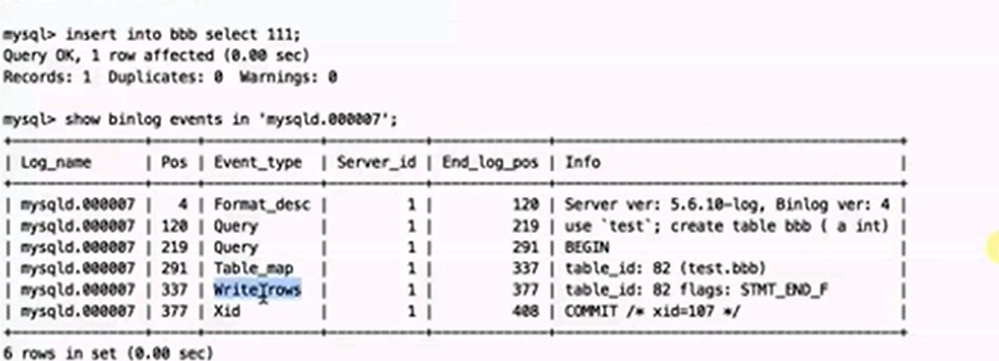 mysql> insert into bbb select 111;
Query OK, 1 row affected (0.00 sec)
Records: 1  Duplicates: 0  Warnings: 0
mysql> show binlog events in 'mysqld.000007';
| Log_name      | Pos | Event_type  | Server_id | End_log_pos | Info                                  |
| mysqld.000007 |   4 | Format_desc |         1 |         120 | Server ver: 5.6.10-log, Binlog ver: 4 |
| mysqld.000007 | 120 | Query       |         1 |         219 | use `test`; create table bbb ( a int) |
| mysqld.000007 | 219 | Query       |         1 |         291 | BEGIN                                 |
| mysqld.000007 | 291 | Table_map   |         1 |         337 | table_id: 82 (test.bbb)               |
| mysqld.000007 | 337 | Write_rows  |         1 |         377 | table_id: 82 flags: STMT_END_F        |
| mysqld.000007 | 377 | Xid         |         1 |         408 | COMMIT /* xid=107 */                  |
6 rows in set (0.00 sec)